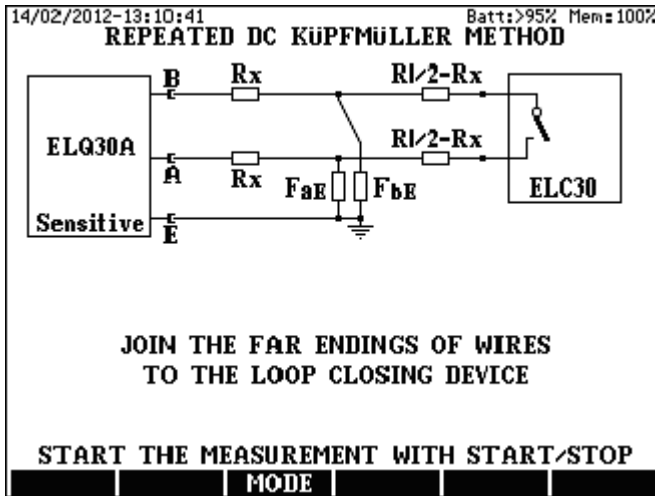 14/02/2012-13:10:41 Batt:>95% Mem:100%
REPEATED DC KÜPFMÜLLER METHOD
B Rx Rl/2-Rx
ELQ30A
Rl/2-Rx
A Rx FaE FbE ELC30
Sensitive E
JOIN THE FAR ENDINGS OF WIRES
TO THE LOOP CLOSING DEVICE
START THE MEASUREMENT WITH START/STOP
MODE